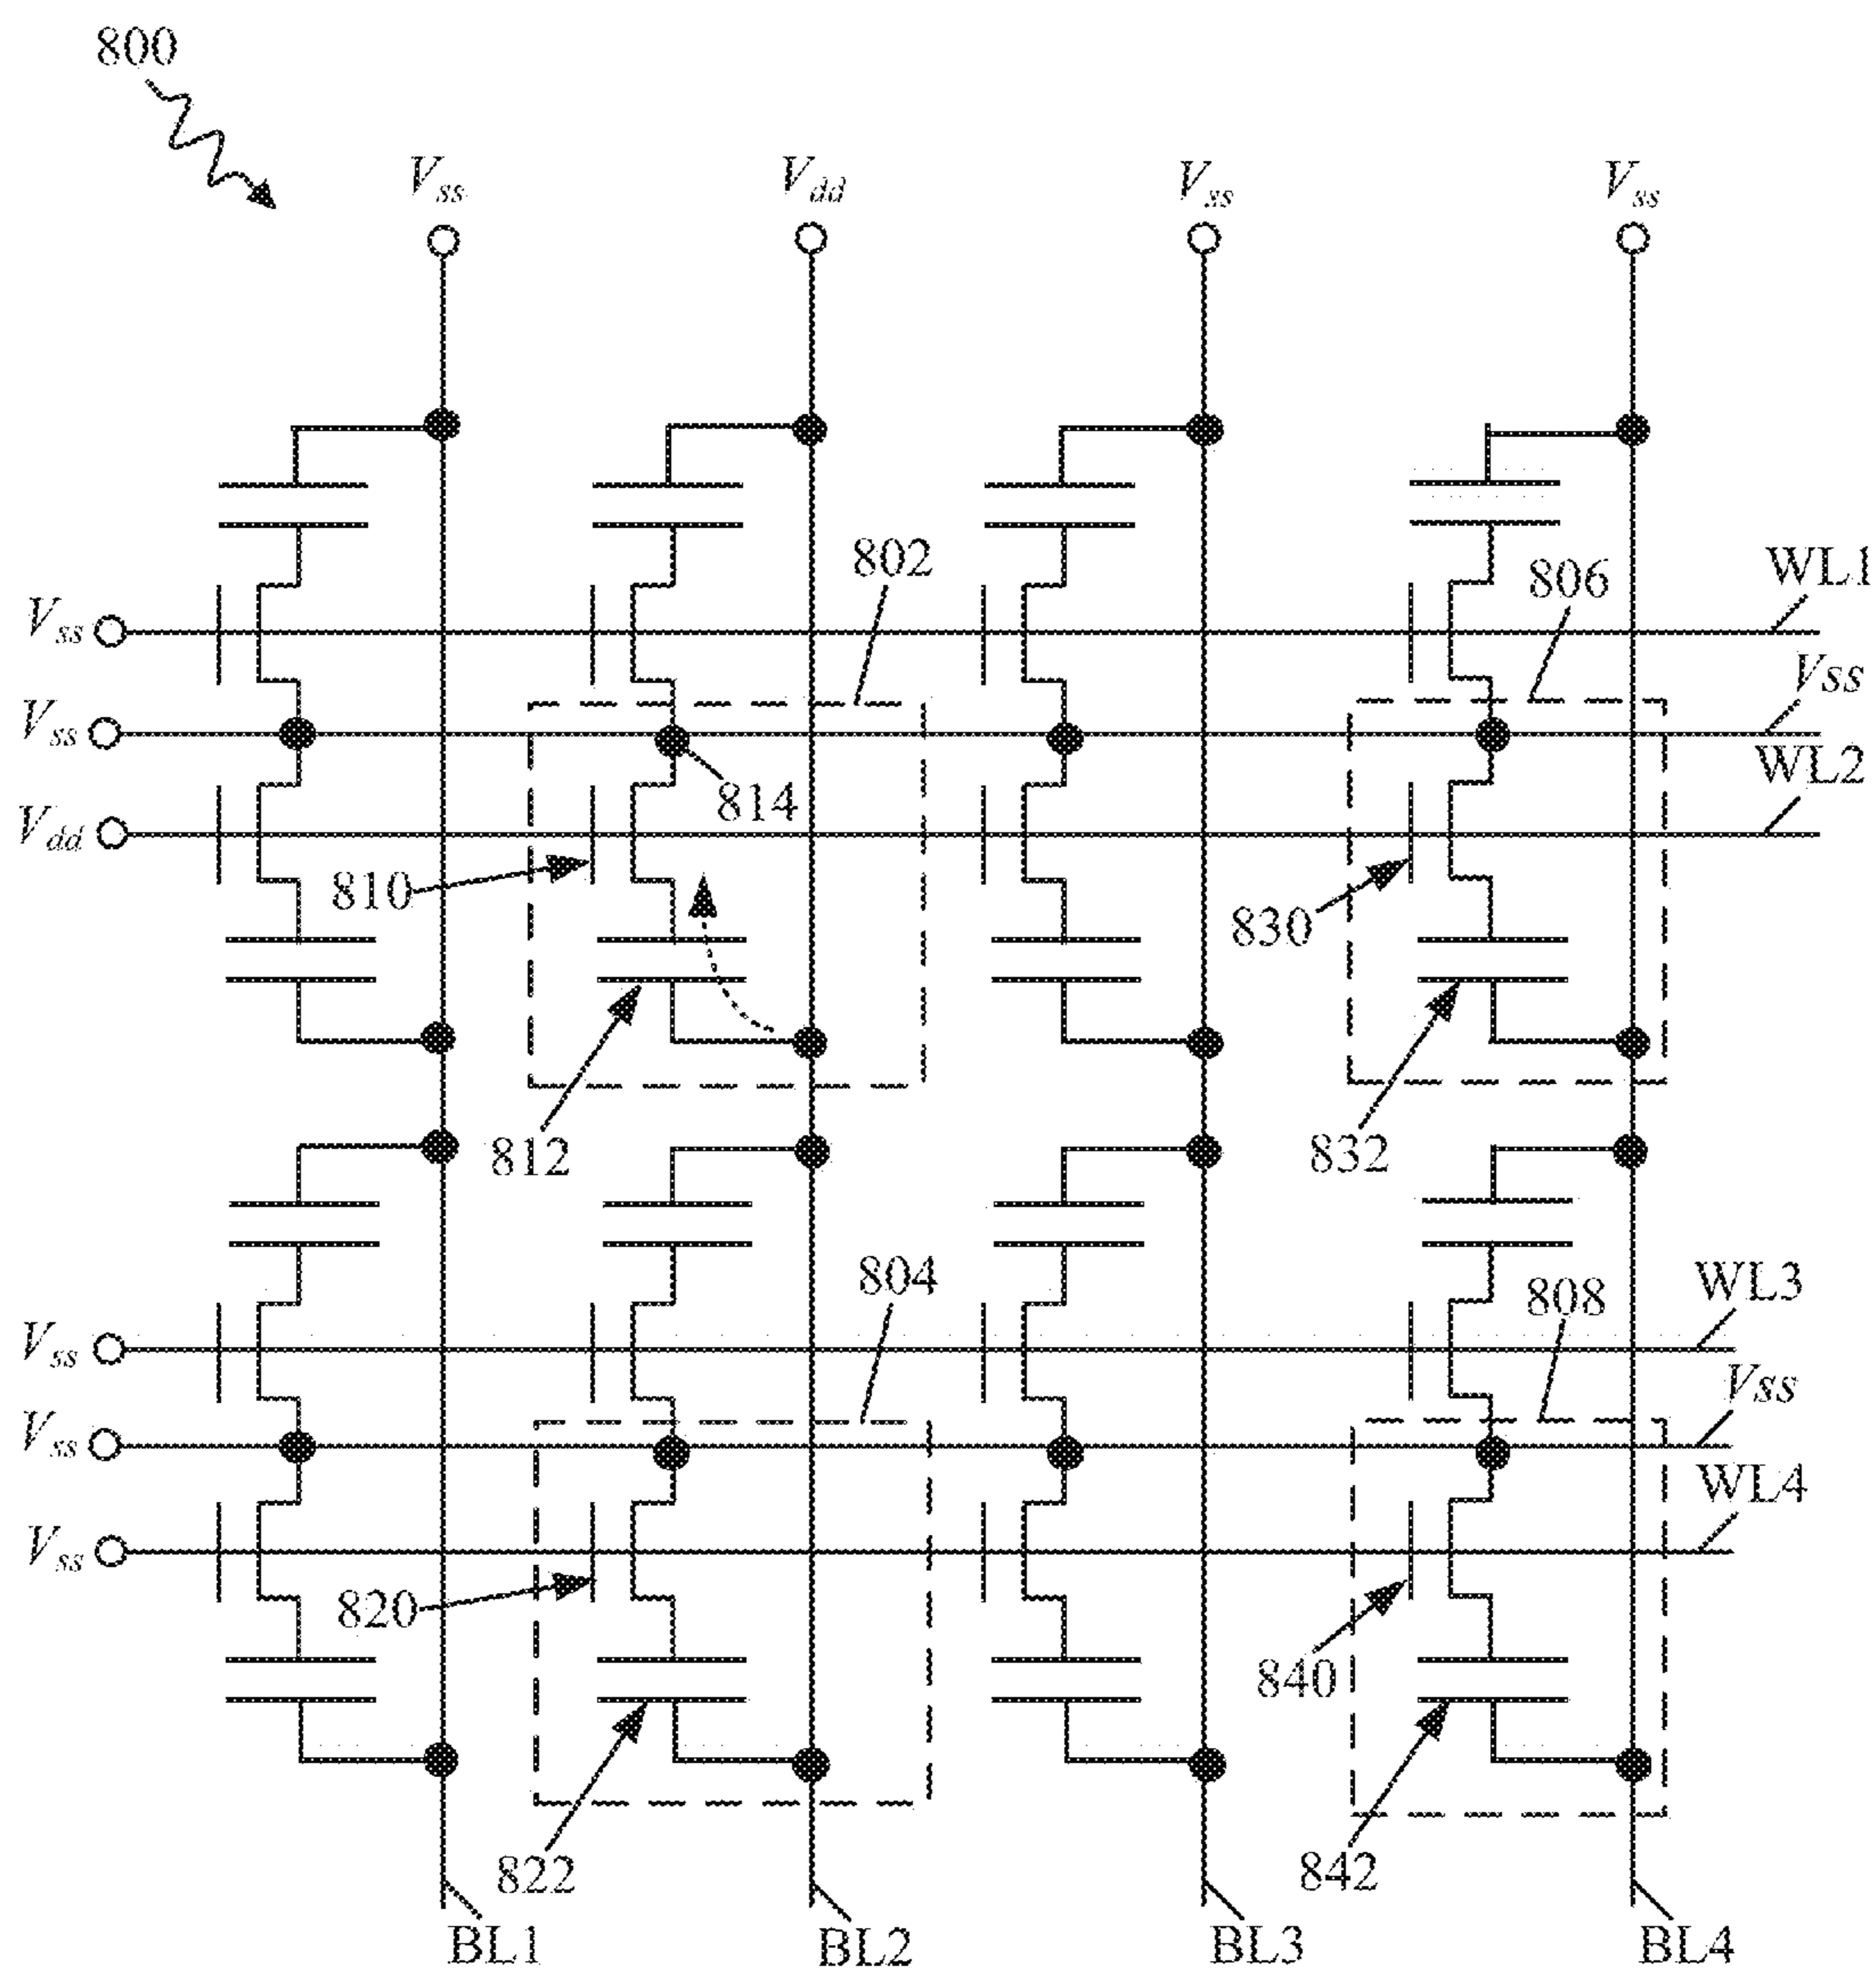 800
Vss Vdd Vss Vss
802
806
WL1
Vss
Vss
Vss
814
WL2
Vdd
810
830
812
832
804
808
WL3
Vss
Vss
Vss
WL4
Vss
820
840
822
842
BL1 BL2 BL3 BL4